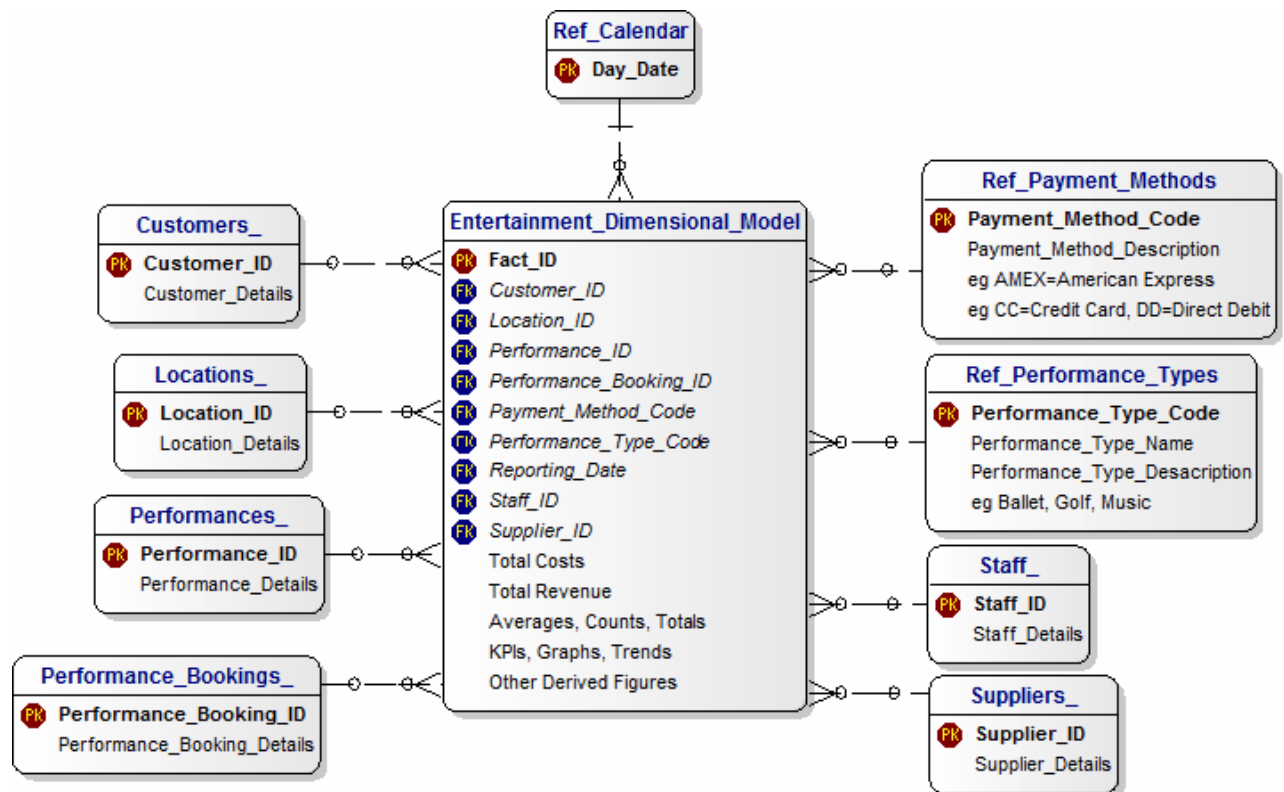 Ref_Calendar
PK Day_Date
Customers_
PK Customer_ID
Customer_Details
Locations_
PK Location_ID
Location_Details
Performances_
PK Performance_ID
Performance_Details
Performance_Bookings_
PK Performance_Booking_ID
Performance_Booking_Details
Entertainment_Dimensional_Model
PK Fact_ID
FK Customer_ID
FK Location_ID
FK Performance_ID
FK Performance_Booking_ID
FK Payment_Method_Code
FK Performance_Type_Code
FK Reporting_Date
FK Staff_ID
FK Supplier_ID
Total Costs
Total Revenue
Averages, Counts, Totals
KPIs, Graphs, Trends
Other Derived Figures
Ref_Payment_Methods
PK Payment_Method_Code
Payment_Method_Description
eg AMEX=American Express
eg CC=Credit Card, DD=Direct Debit
Ref_Performance_Types
PK Performance_Type_Code
Performance_Type_Name
Performance_Type_Desacription
eg Ballet, Golf, Music
Staff_
PK Staff_ID
Staff_Details
Suppliers_
PK Supplier_ID
Supplier_Details